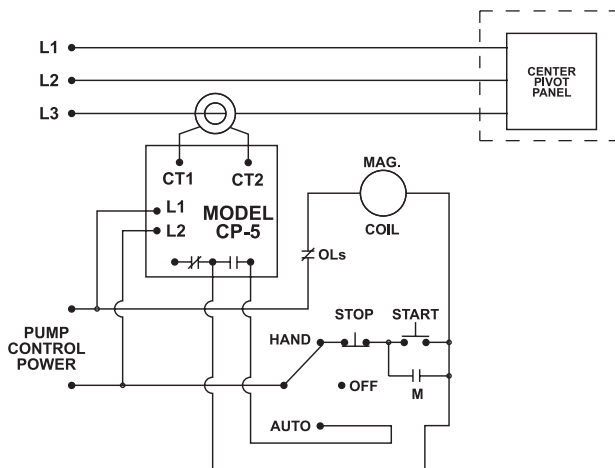 L1
L2
L3
CENTER
PIVOT
PANEL
CT1
CT2
MAG.
COIL
L1
L2
MODEL
CP-5
OLs
PUMP
CONTROL
POWER
HAND
STOP
START
OFF
M
AUTO